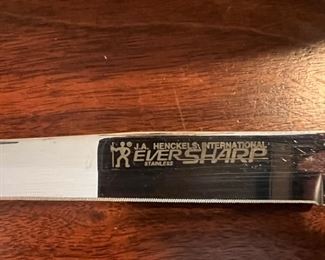 J.A. HENCKELS INTERNATIONAL
EVERSHARP
STAINLESS